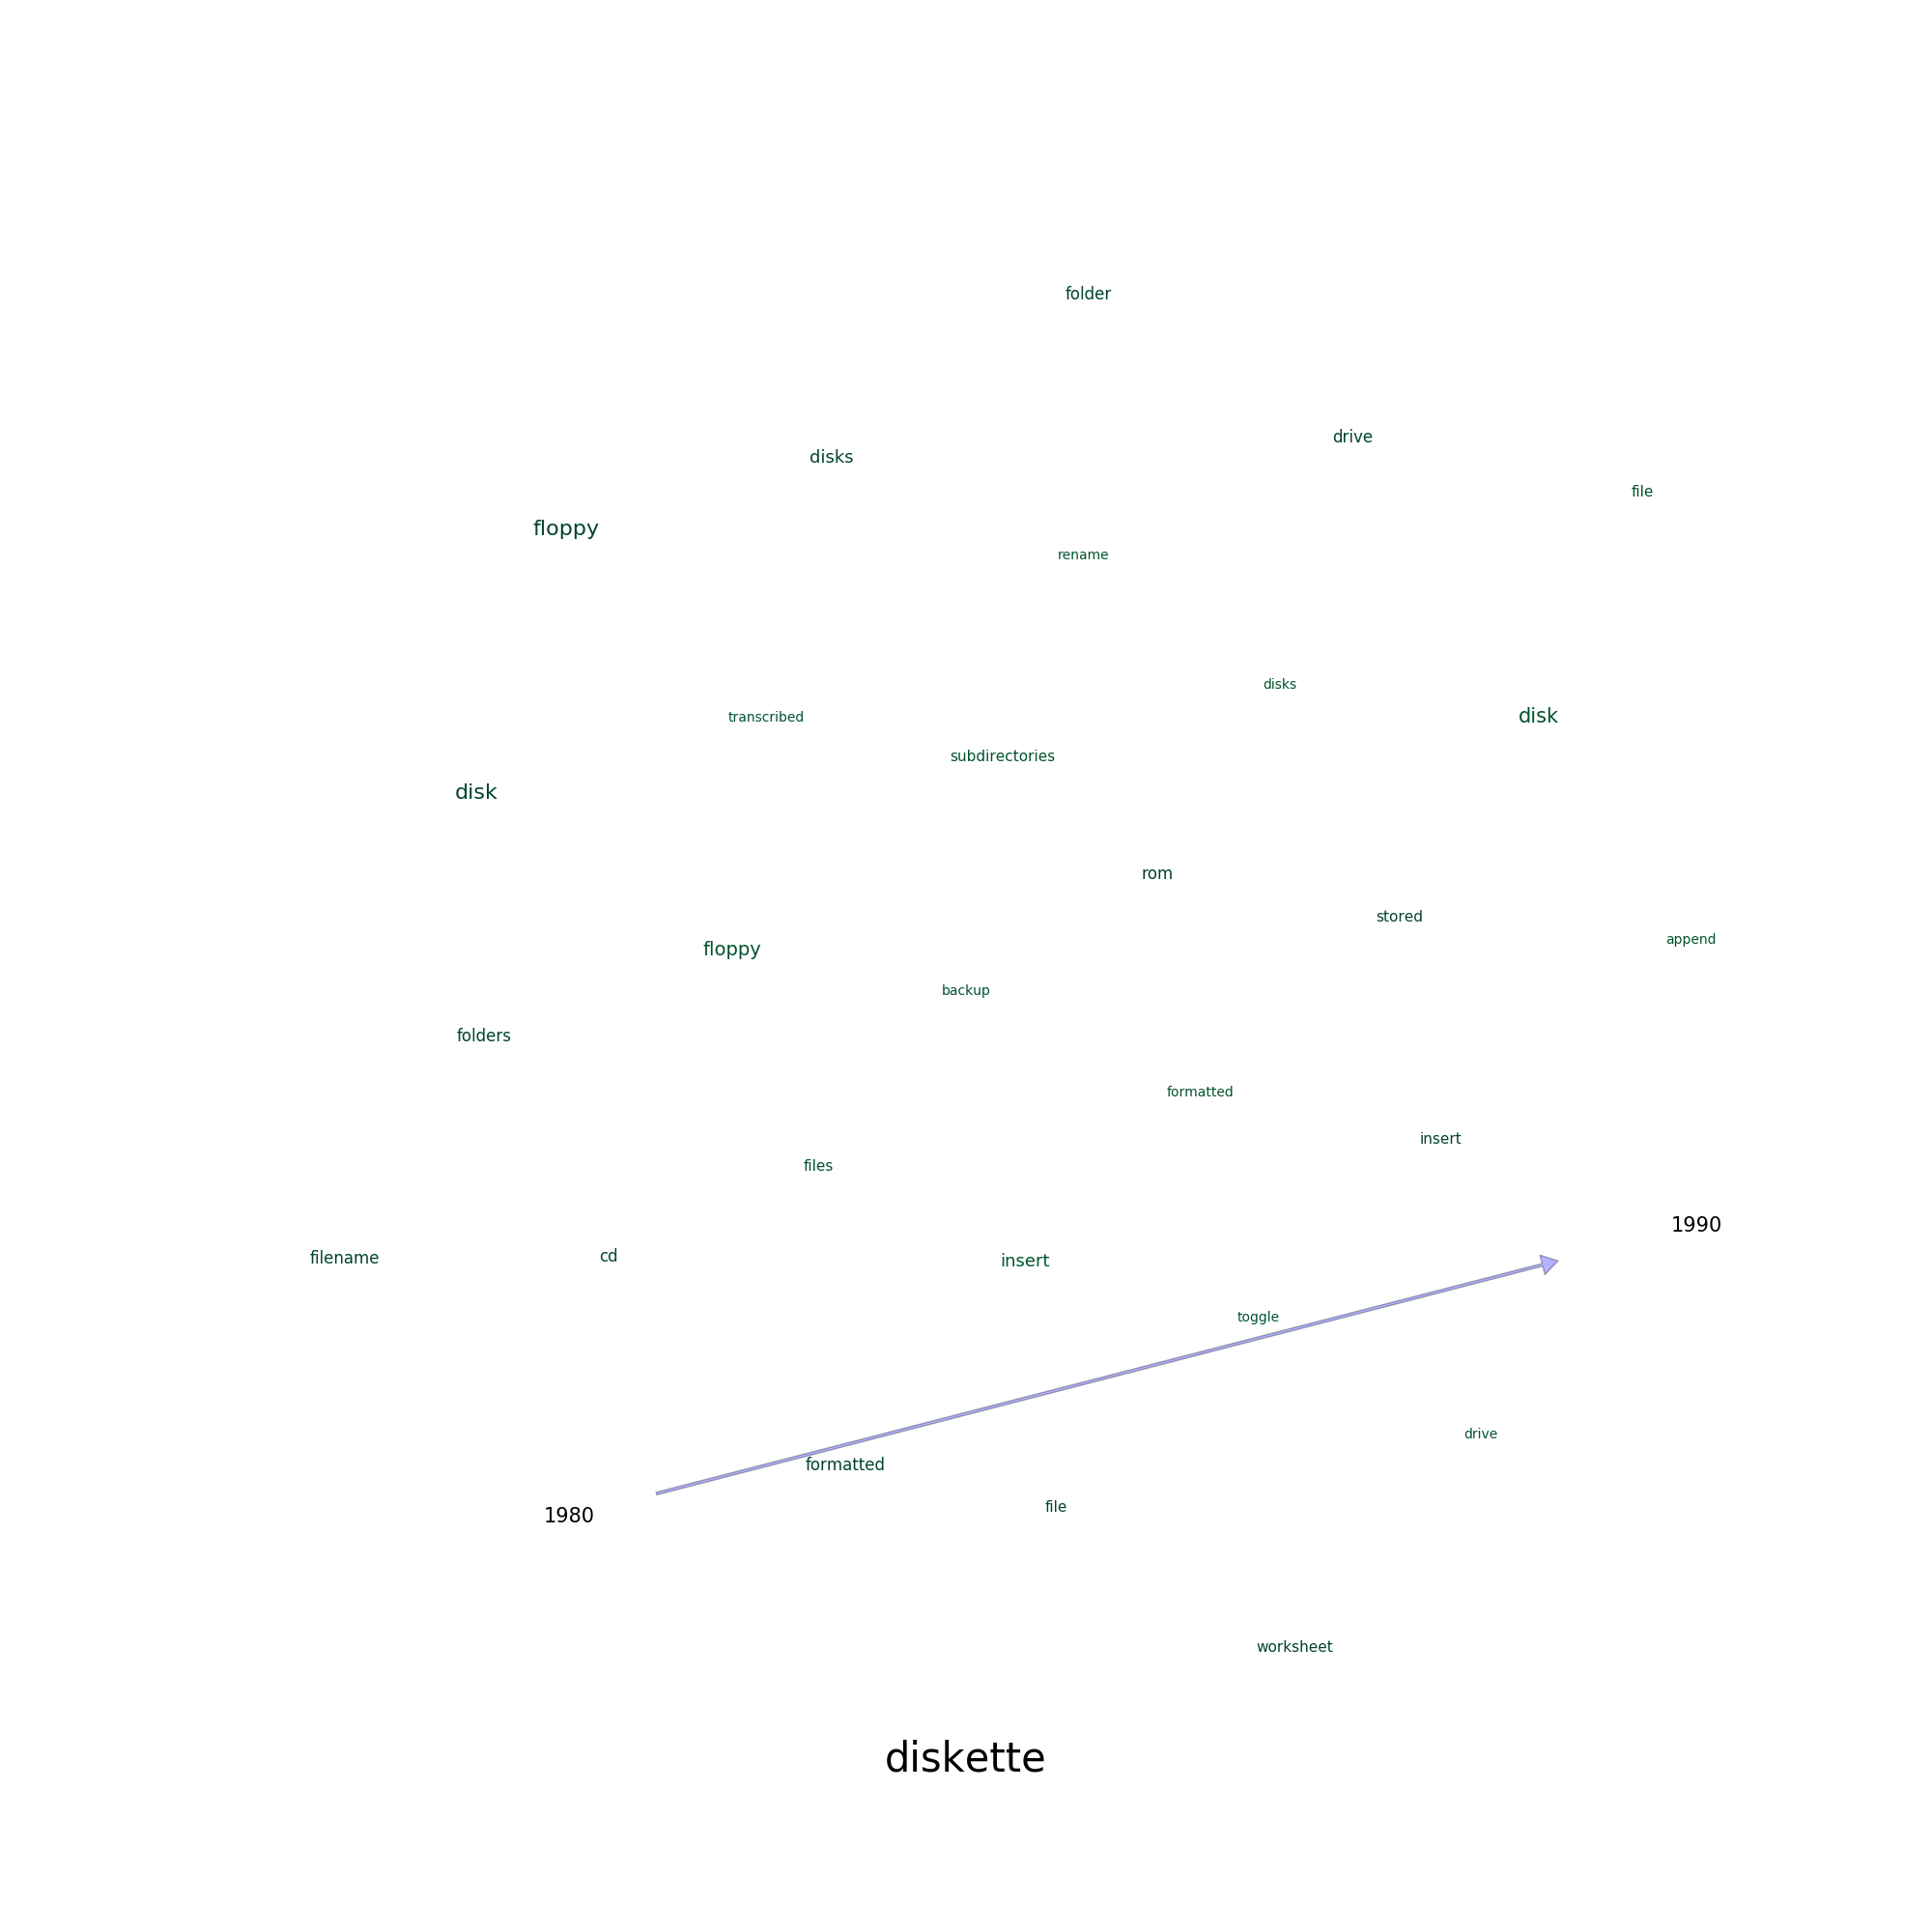 folder
drive
disks
file
floppy
rename
disks
disk
transcribed
subdirectories
disk
rom
stored
append
floppy
backup
folders
formatted
insert
files
1990
filename
cd
insert
toggle
drive
formatted
file
1980
worksheet
diskette